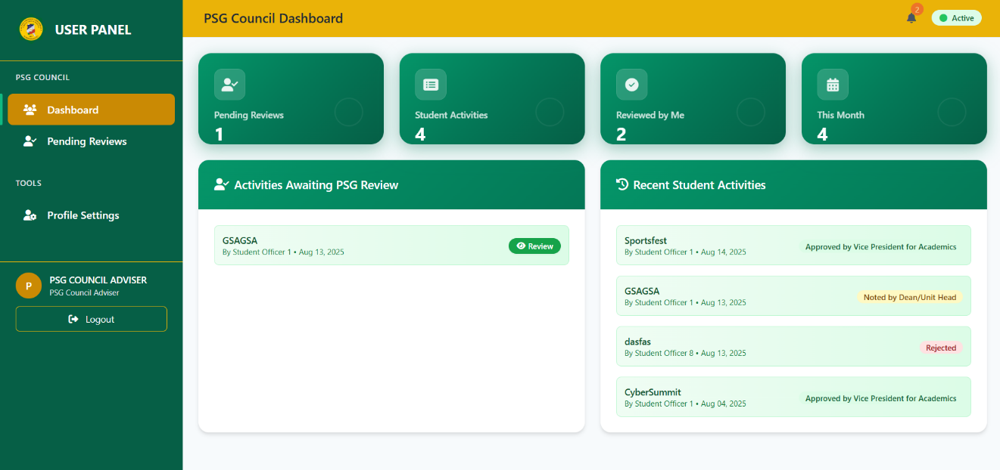 USER PANEL
PSG COUNCIL
Dashboard
Pending Reviews
TOOLS
Profile Settings
P
PSG COUNCIL ADVISER
PSG Council Adviser
Logout
PSG Council Dashboard
2
Active
Pending Reviews
1
Student Activities
4
Reviewed by Me
2
This Month
4
Activities Awaiting PSG Review
GSAGSA
By Student Officer 1 • Aug 13, 2025
Review
Recent Student Activities
Sportsfest
By Student Officer 1 • Aug 14, 2025
Approved by Vice President for Academics
GSAGSA
By Student Officer 1 • Aug 13, 2025
Noted by Dean/Unit Head
dasfas
By Student Officer 8 • Aug 13, 2025
Rejected
CyberSummit
By Student Officer 1 • Aug 04, 2025
Approved by Vice President for Academics